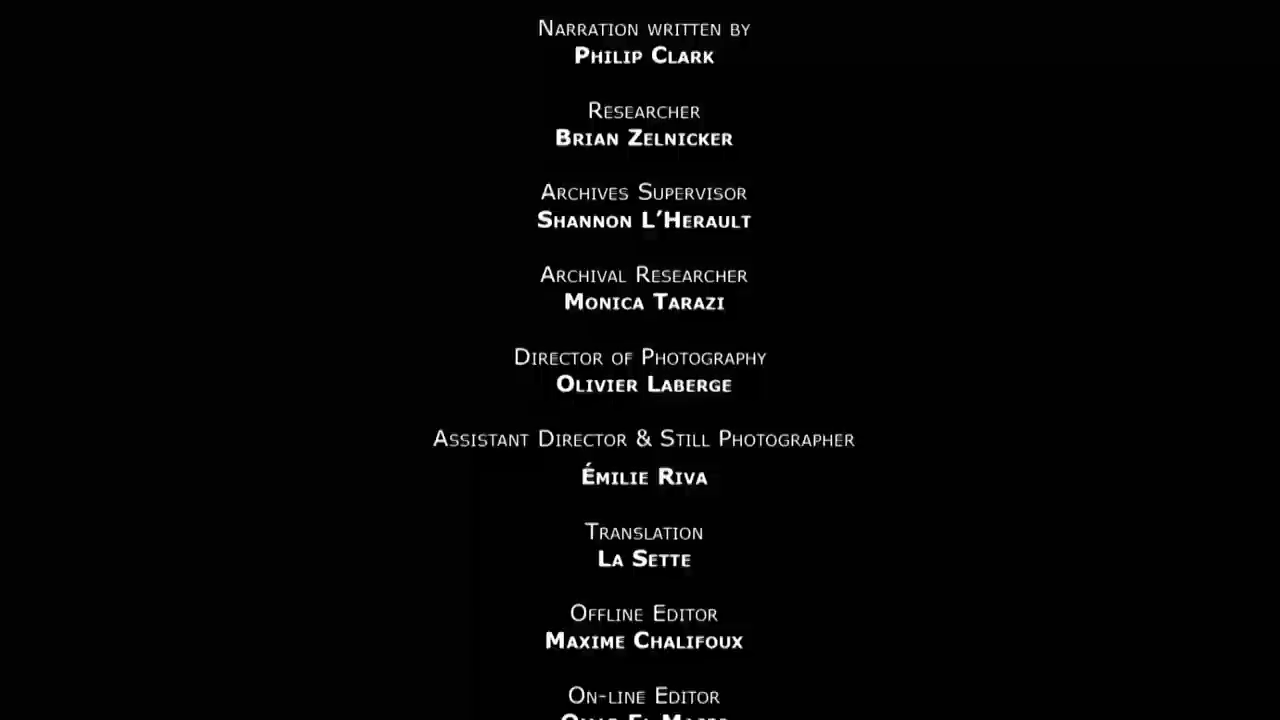 Narration written by
Philip Clark
Researcher
Brian Zelnicker
Archives Supervisor
Shannon L'Herault
Archival Researcher
Monica Tarazi
Director of Photography
Olivier Laberge
Assistant Director & Still Photographer
Émilie Riva
Translation
La Sette
Offline Editor
Maxime Chalifoux
On-line Editor